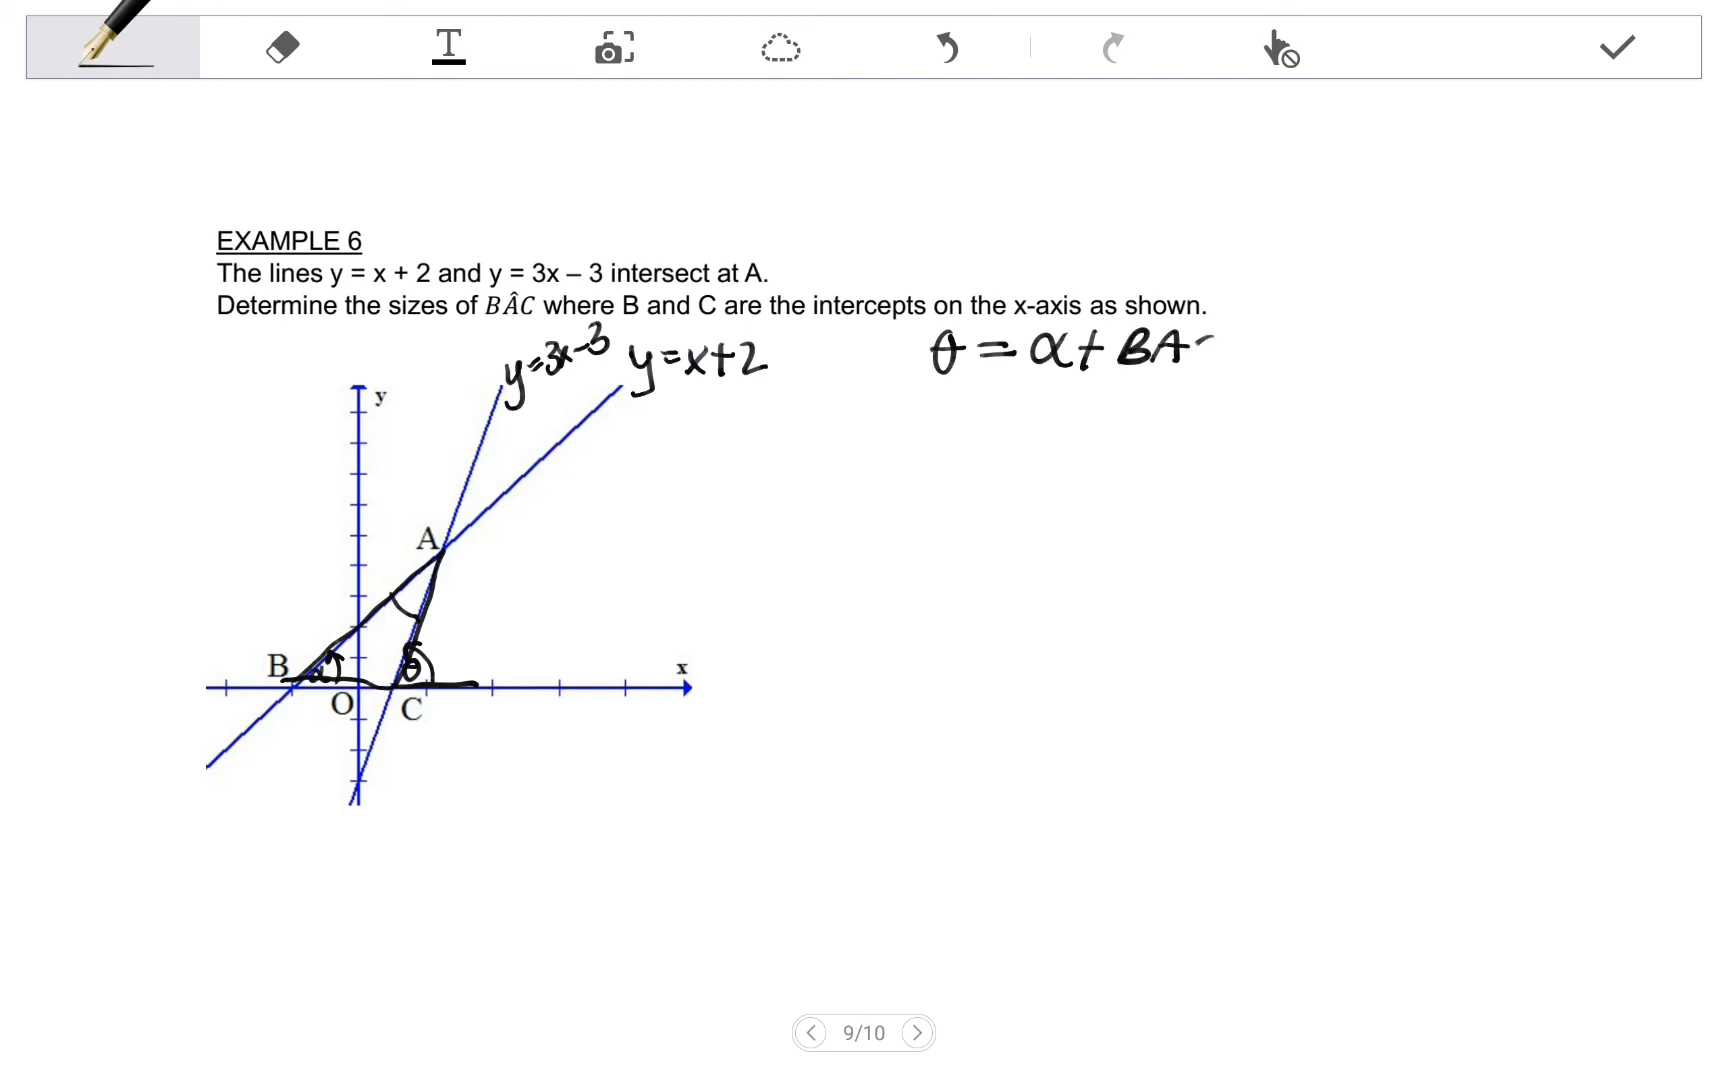 T
EXAMPLE 6
The lines y = x + 2 and y = 3x – 3 intersect at A.
Determine the sizes of BÂC where B and C are the intercepts on the x-axis as shown.
y=3x-3 y=x+2
θ = α + BA
y
A
B
α
θ
x
O
C
9/10